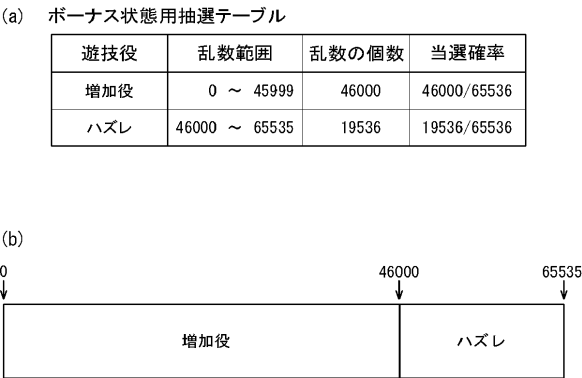 (a) ボーナス状態用抽選テーブル
遊技役 乱数範囲 乱数の個数 当選確率
増加役 0 ～ 45999 46000 46000/65536
ハズレ 46000 ～ 65535 19536 19536/65536
(b)
0 46000 65535
増加役 ハズレ